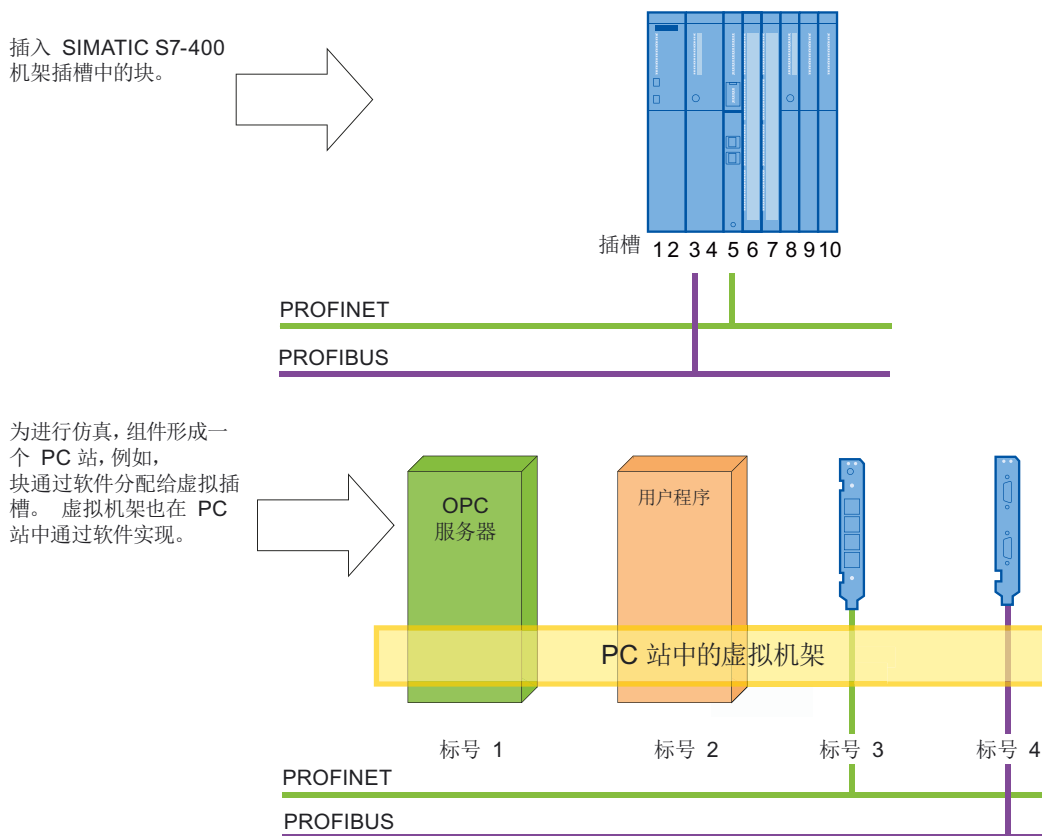 插入 SIMATIC S7-400
机架插槽中的块。
插槽 1 2 3 4 5 6 7 8 9 10
PROFINET
PROFIBUS
为进行仿真,组件形成一
个 PC 站,例如,
块通过软件分配给虚拟插
槽。 虚拟机架也在 PC
站中通过软件实现。
OPC
服务器
用户程序
PC 站中的虚拟机架
标号 1
标号 2
标号 3
标号 4
PROFINET
PROFIBUS